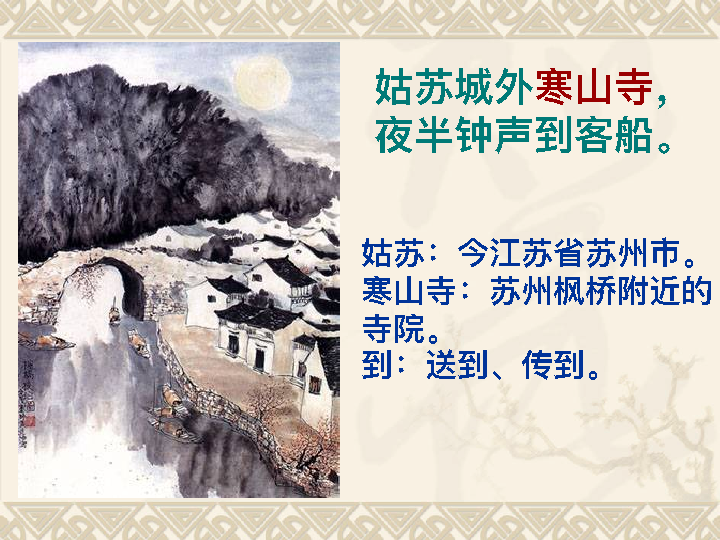 姑苏城外寒山寺，
夜半钟声到客船。
姑苏：今江苏省苏州市。
寒山寺：苏州枫桥附近的
寺院。
到：送到、传到。